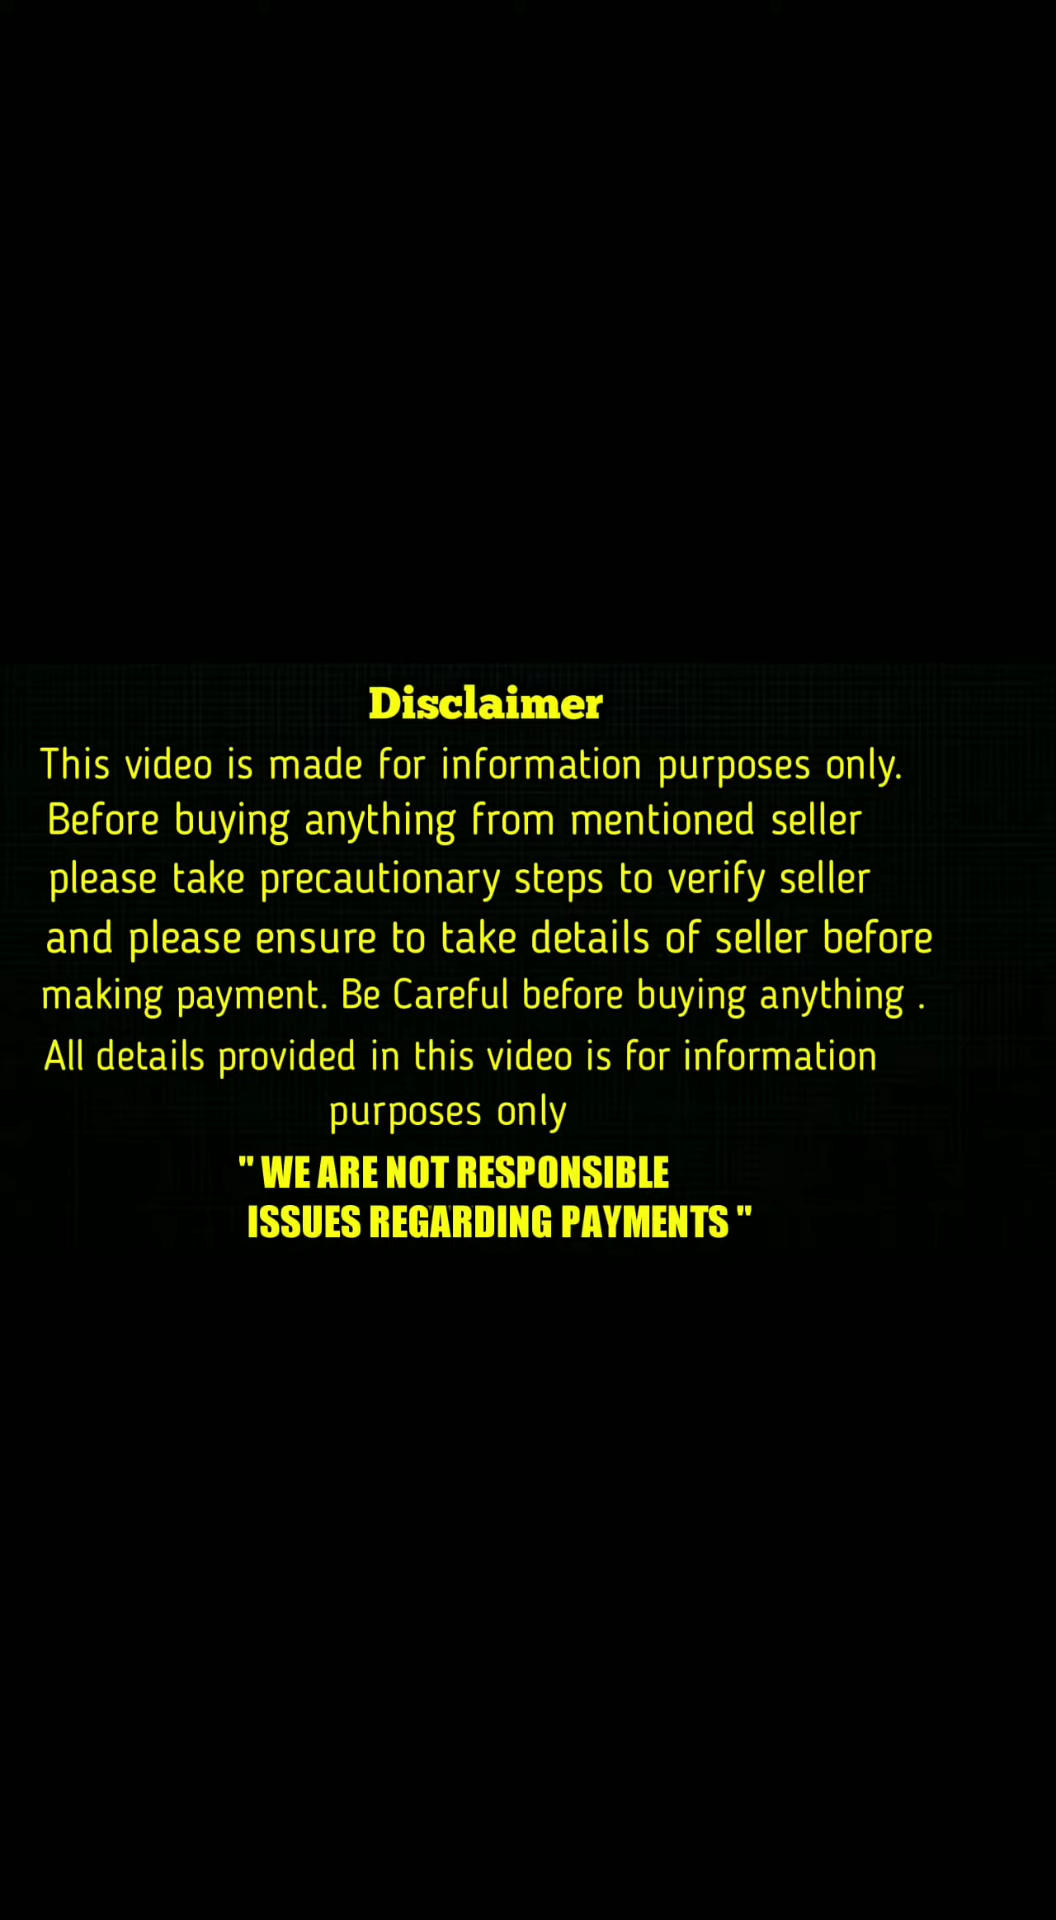 Disclaimer
This video is made for information purposes only.
Before buying anything from mentioned seller
please take precautionary steps to verify seller
and please ensure to take details of seller before
making payment. Be Careful before buying anything .
All details provided in this video is for information
purposes only
" WE ARE NOT RESPONSIBLE
ISSUES REGARDING PAYMENTS "